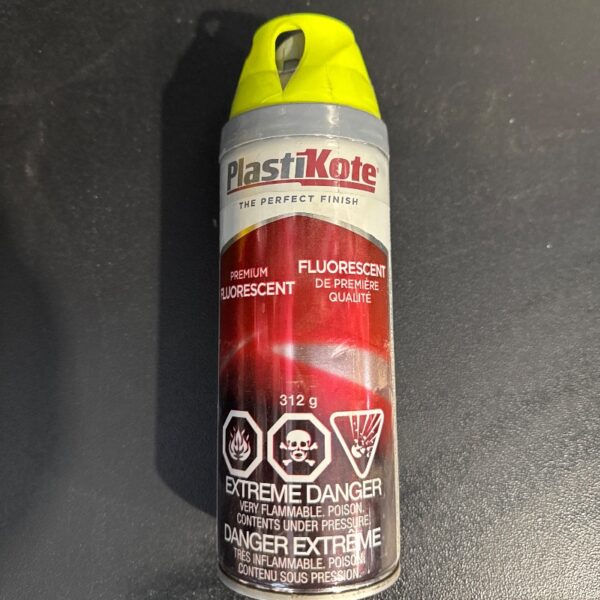 PlastiKote
THE PERFECT FINISH
PREMIUM
FLUORESCENT
FLUORESCENT
DE PREMIÈRE
QUALITÉ
312 g
EXTREME DANGER
VERY FLAMMABLE. POISON.
CONTENTS UNDER PRESSURE.
DANGER EXTRÊME
TRÈS INFLAMMABLE. POISON.
CONTENU SOUS PRESSION.